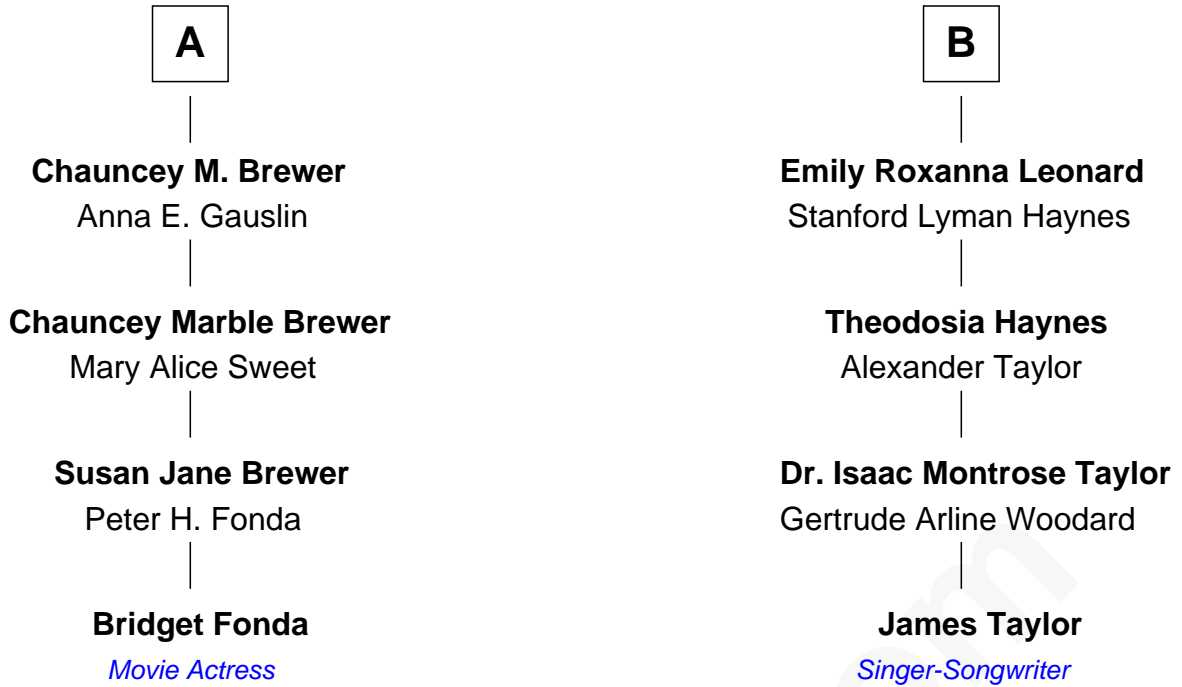 A
B
Chauncey M. Brewer
Anna E. Gauslin
Emily Roxanna Leonard
Stanford Lyman Haynes
Chauncey Marble Brewer
Mary Alice Sweet
Theodosia Haynes
Alexander Taylor
Susan Jane Brewer
Peter H. Fonda
Dr. Isaac Montrose Taylor
Gertrude Arline Woodard
Bridget Fonda
Movie Actress
James Taylor
Singer-Songwriter